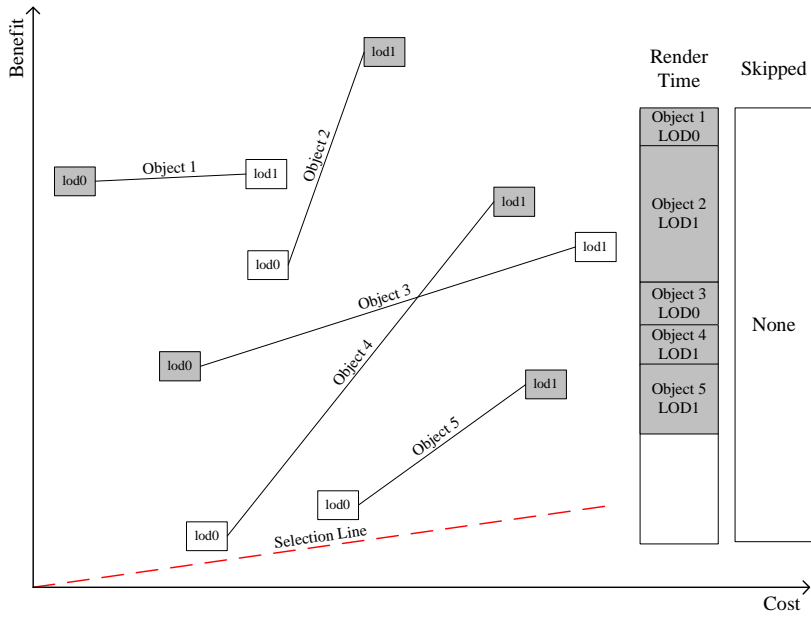 Benefit
lod1
Object 2
lod0
Object 1
lod0
lod1
lod1
Object 4
lod0
lod1
Object 3
lod0
lod1
Object 5
lod0
Selection Line
Cost
Render
Time
Object 1
LOD0
Object 2
LOD1
Object 3
LOD0
Object 4
LOD1
Object 5
LOD1
Skipped
None